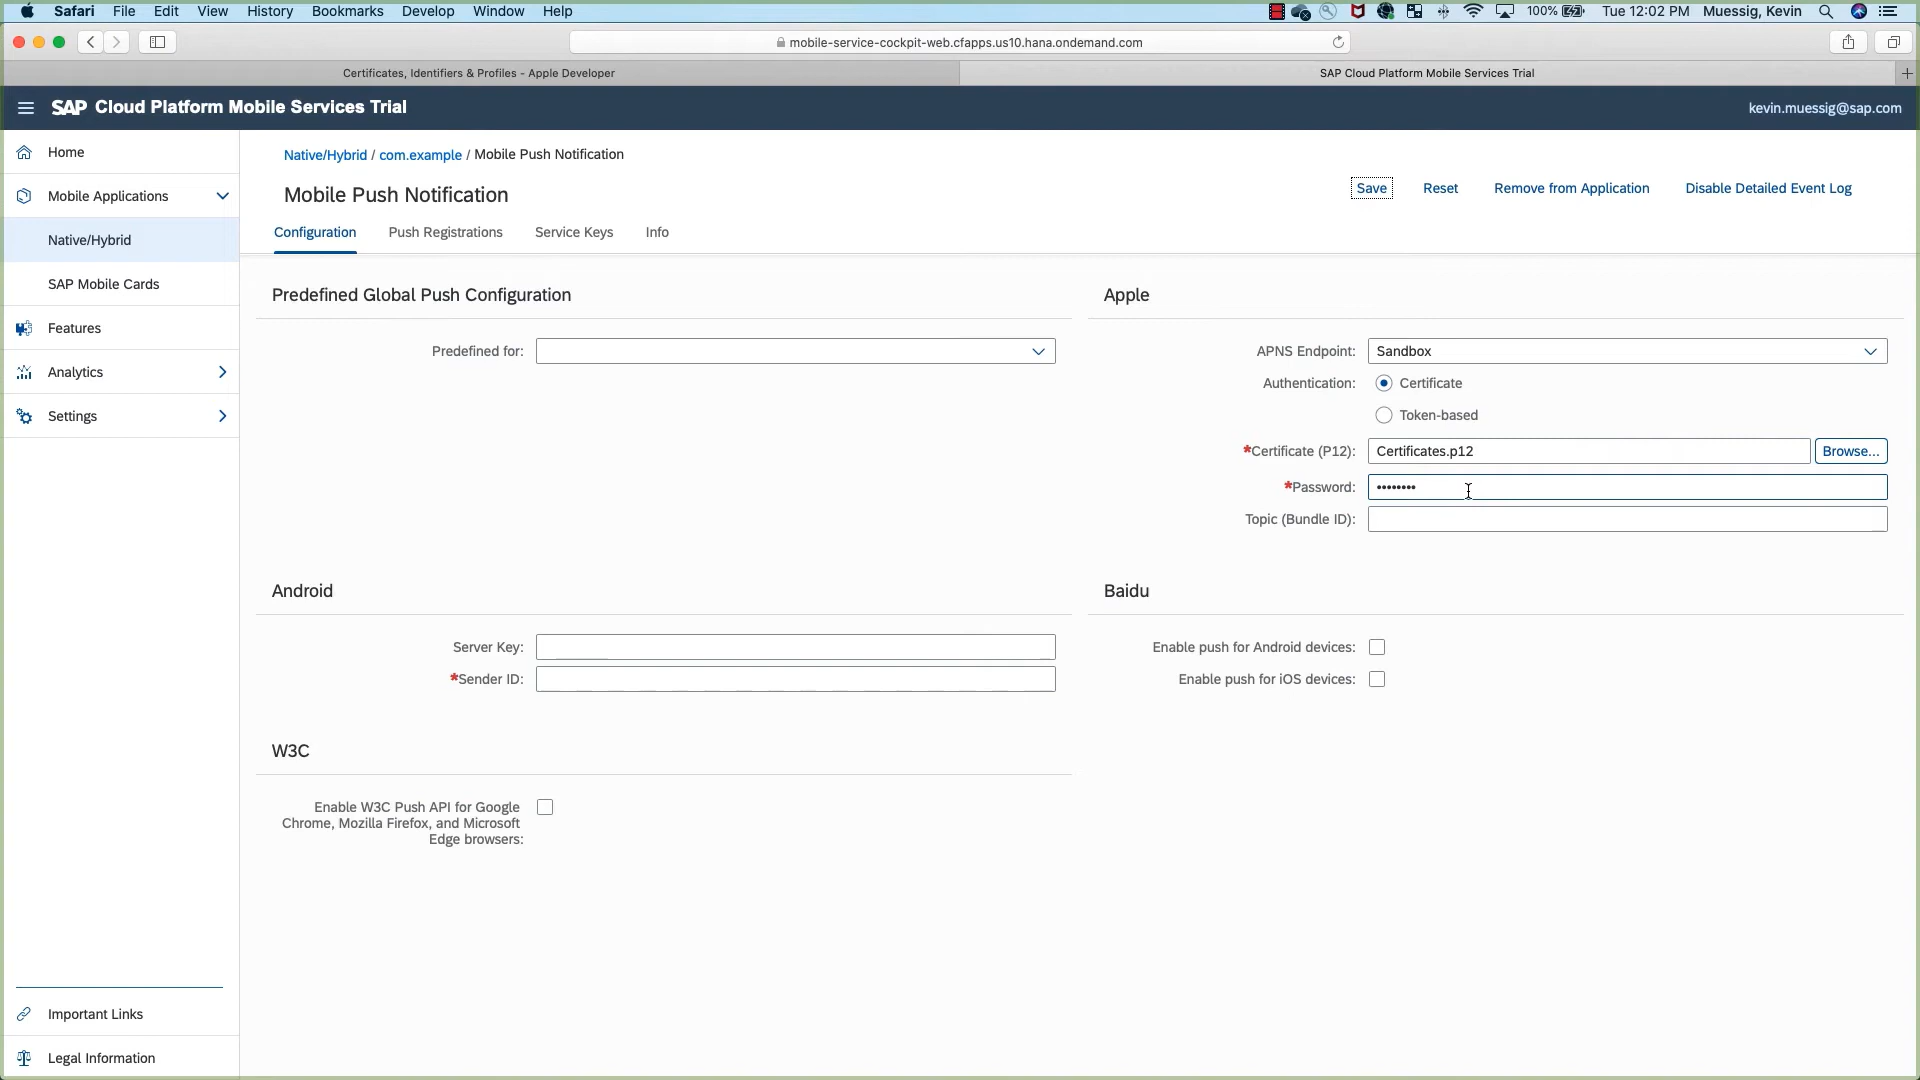 Safari File Edit View History Bookmarks Develop Window Help 100% Tue 12:02 PM Muessig, Kevin
mobile-service-cockpit-web.cfapps.us10.hana.ondemand.com
Certificates, Identifiers & Profiles - Apple Developer
SAP Cloud Platform Mobile Services Trial
SAP Cloud Platform Mobile Services Trial
kevin.muessig@sap.com
Home
Mobile Applications
Native/Hybrid
SAP Mobile Cards
Features
Analytics
Settings
Important Links
Legal Information
Native/Hybrid / com.example / Mobile Push Notification
Mobile Push Notification
Save Reset Remove from Application Disable Detailed Event Log
Configuration Push Registrations Service Keys Info
Predefined Global Push Configuration
Predefined for:
Apple
APNS Endpoint: Sandbox
Authentication: Certificate
Token-based
*Certificate (P12): Certificates.p12 Browse...
*Password: ••••••••
Topic (Bundle ID):
Android
Server Key:
*Sender ID:
Baidu
Enable push for Android devices:
Enable push for iOS devices:
W3C
Enable W3C Push API for Google
Chrome, Mozilla Firefox, and Microsoft
Edge browsers: